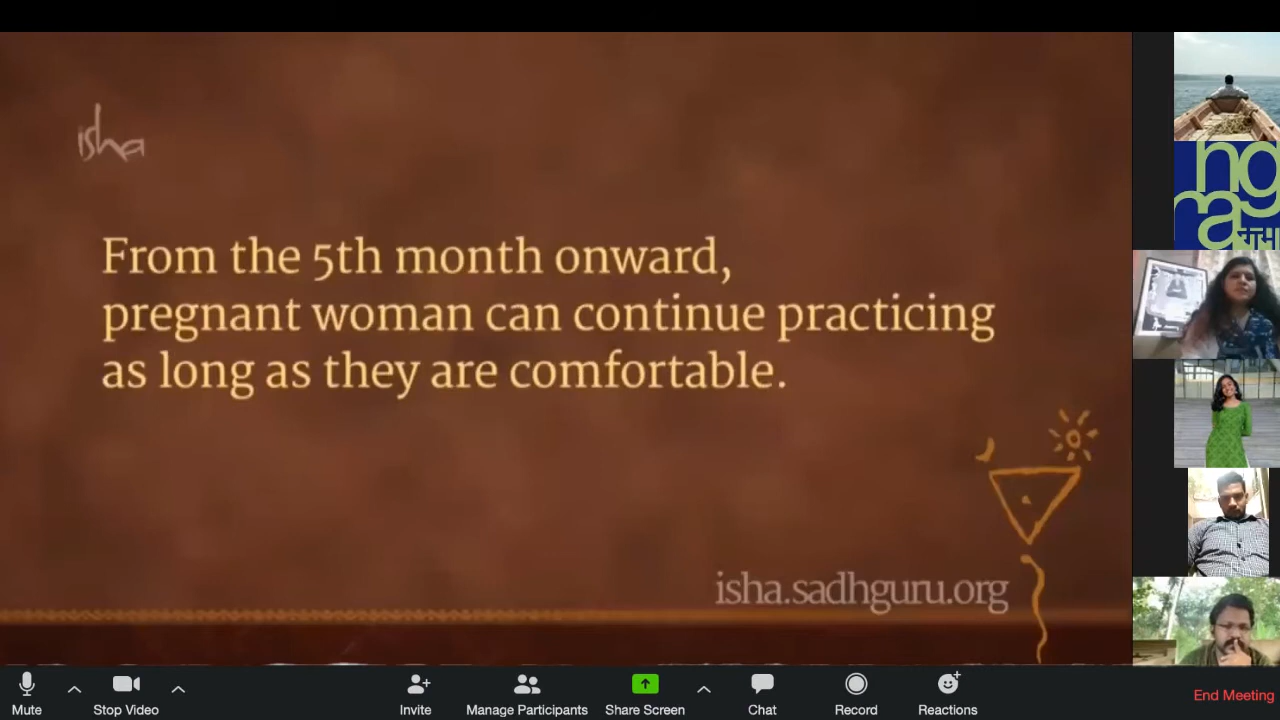 isha
From the 5th month onward,
pregnant woman can continue practicing
as long as they are comfortable.
isha.sadhguru.org
ngma
Mute
Stop Video
Invite
Manage Participants
Share Screen
Chat
Record
Reactions
End Meeting